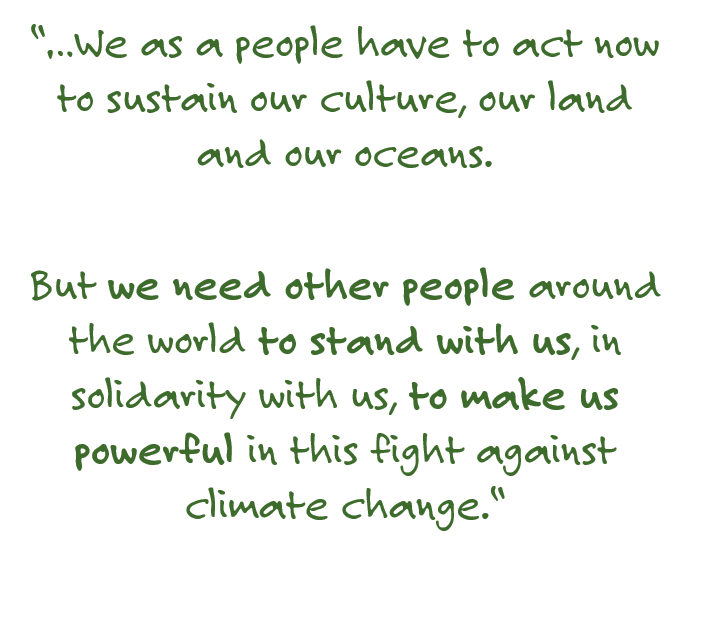 "...We as a people have to act now
to sustain our culture, our land
and our oceans.
But we need other people around
the world to stand with us, in
solidarity with us, to make us
powerful in this fight against
climate change."